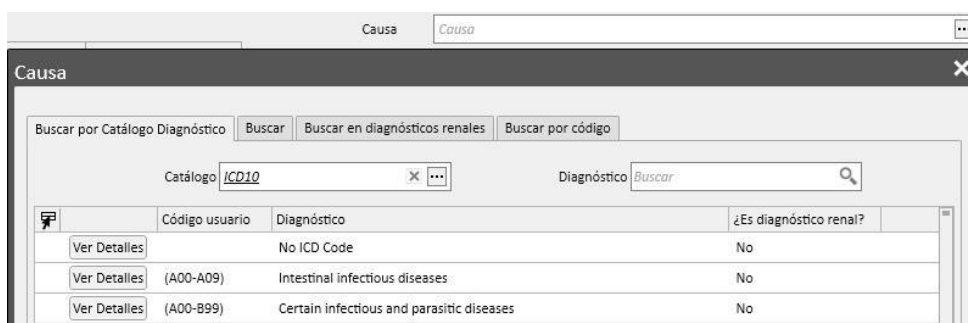 Causa Causa ...
Causa
Buscar por Catálogo Diagnóstico Buscar Buscar en diagnósticos renales Buscar por código
Catálogo ICD10 ... Diagnóstico Buscar
Código usuario Diagnóstico ¿Es diagnóstico renal?
Ver Detalles No ICD Code No
Ver Detalles (A00-A09) Intestinal infectious diseases No
Ver Detalles (A00-B99) Certain infectious and parasitic diseases No